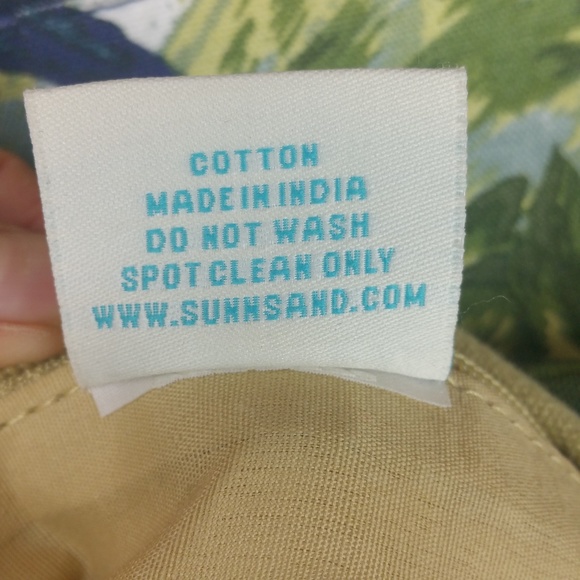 COTTON
MADE IN INDIA
DO NOT WASH
SPOT CLEAN ONLY
WWW.SUNNSAND.COM